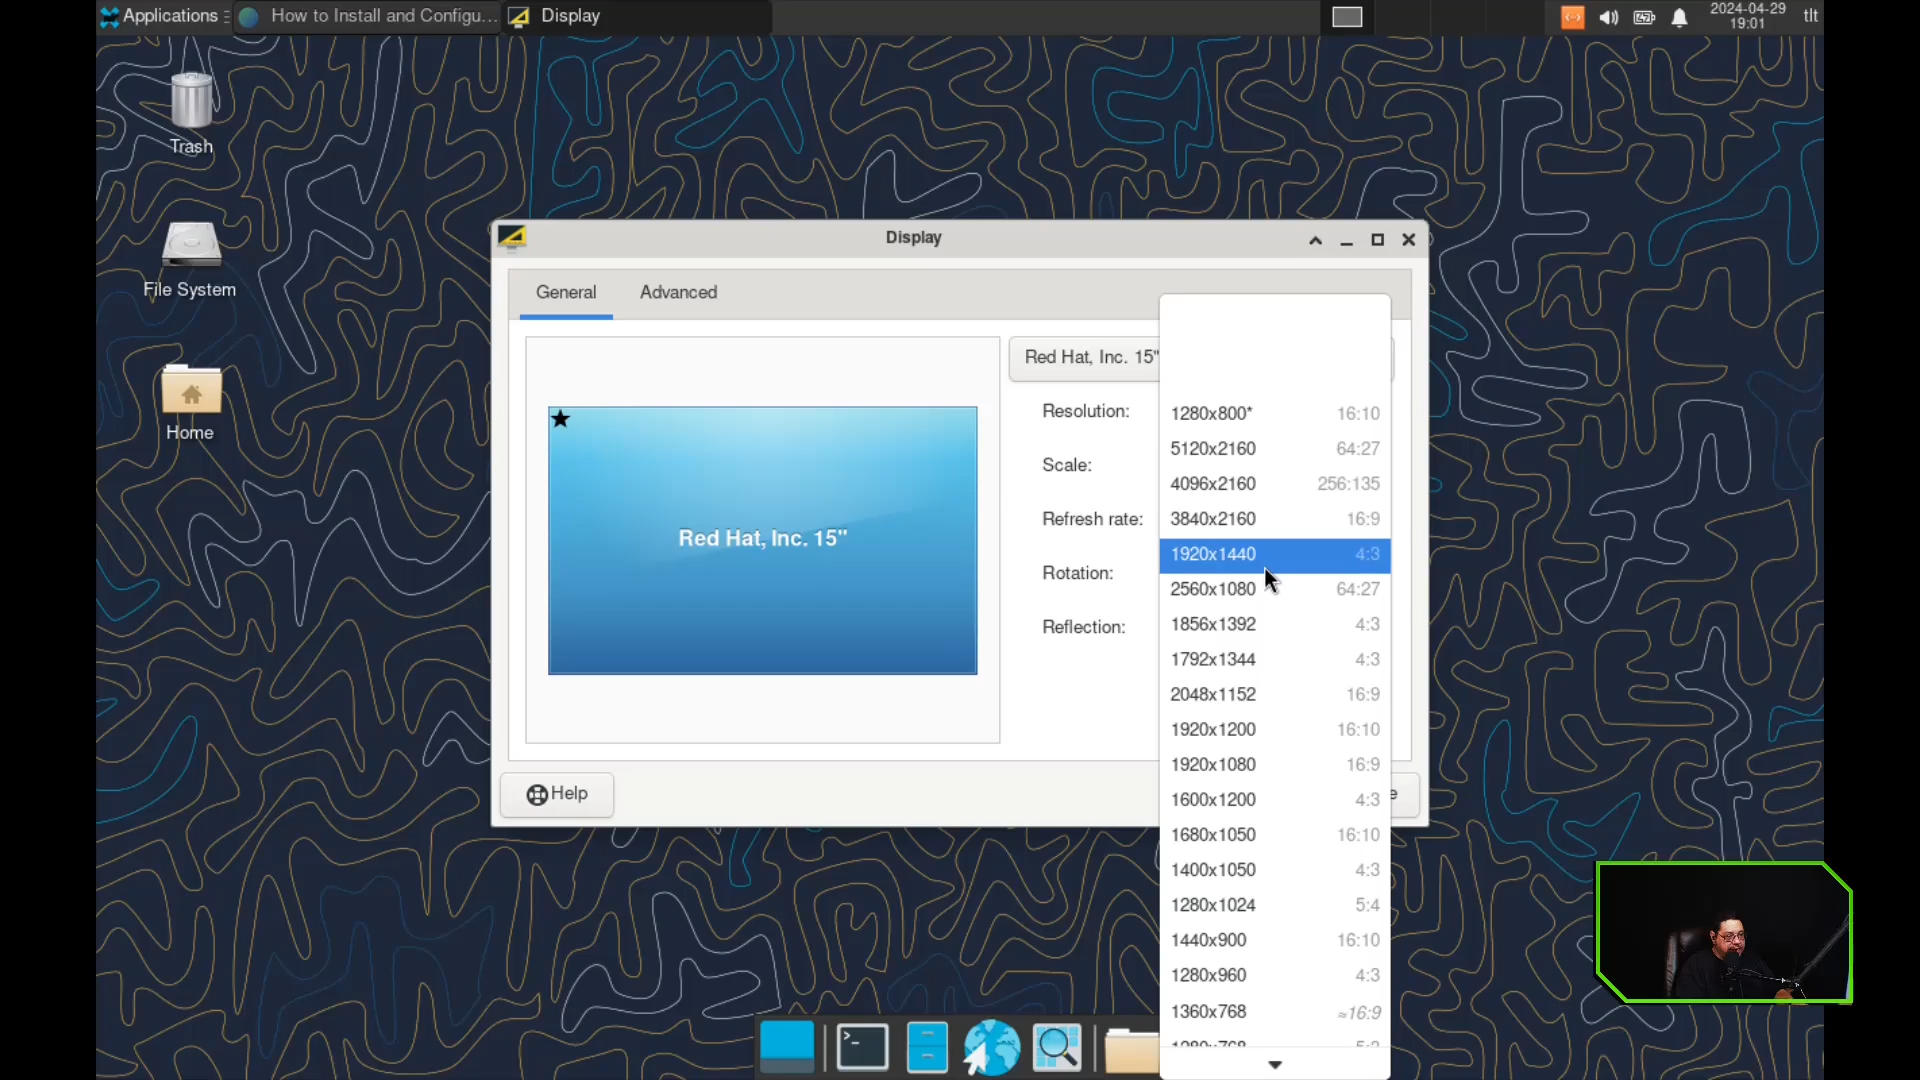 Applications
How to Install and Configu...
Display
2024-04-29
19:01
tlt
Trash
File System
Home
Display
General
Advanced
Red Hat, Inc. 15"
Red Hat, Inc. 15"
Resolution:
Scale:
Refresh rate:
Rotation:
Reflection:
1280x800* 16:10
5120x2160 64:27
4096x2160 256:135
3840x2160 16:9
1920x1440 4:3
2560x1080 64:27
1856x1392 4:3
1792x1344 4:3
2048x1152 16:9
1920x1200 16:10
1920x1080 16:9
1600x1200 4:3
1680x1050 16:10
1400x1050 4:3
1280x1024 5:4
1440x900 16:10
1280x960 4:3
1360x768 ≈16:9
Help